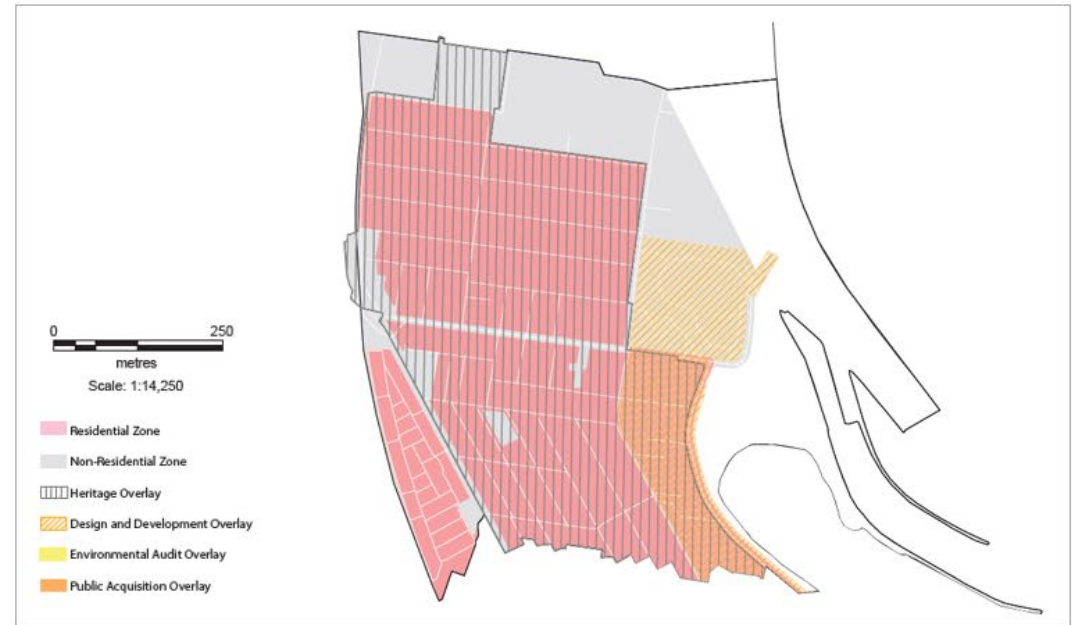 0 250
metres
Scale: 1:14,250
Residential Zone
Non-Residential Zone
Heritage Overlay
Design and Development Overlay
Environmental Audit Overlay
Public Acquisition Overlay